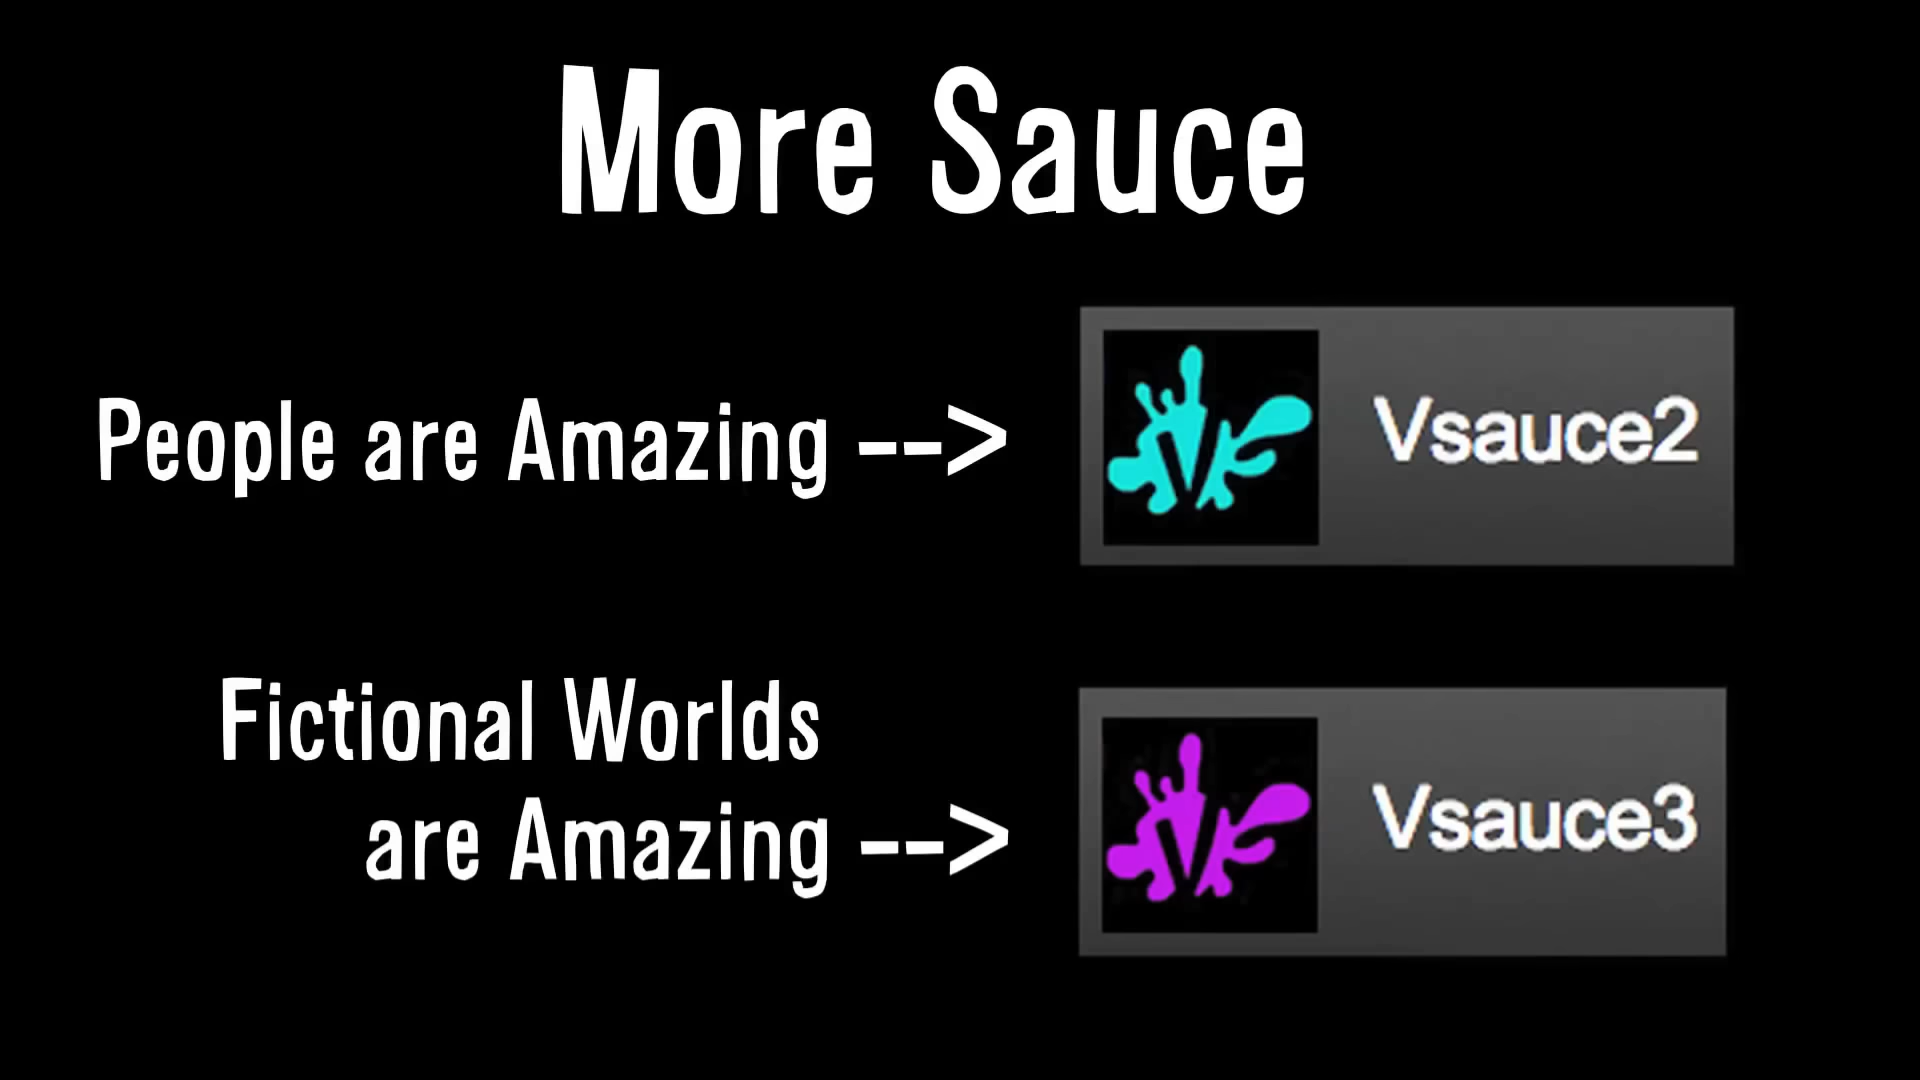 More Sauce
People are Amazing -->
Vsauce2
Fictional Worlds
are Amazing -->
Vsauce3